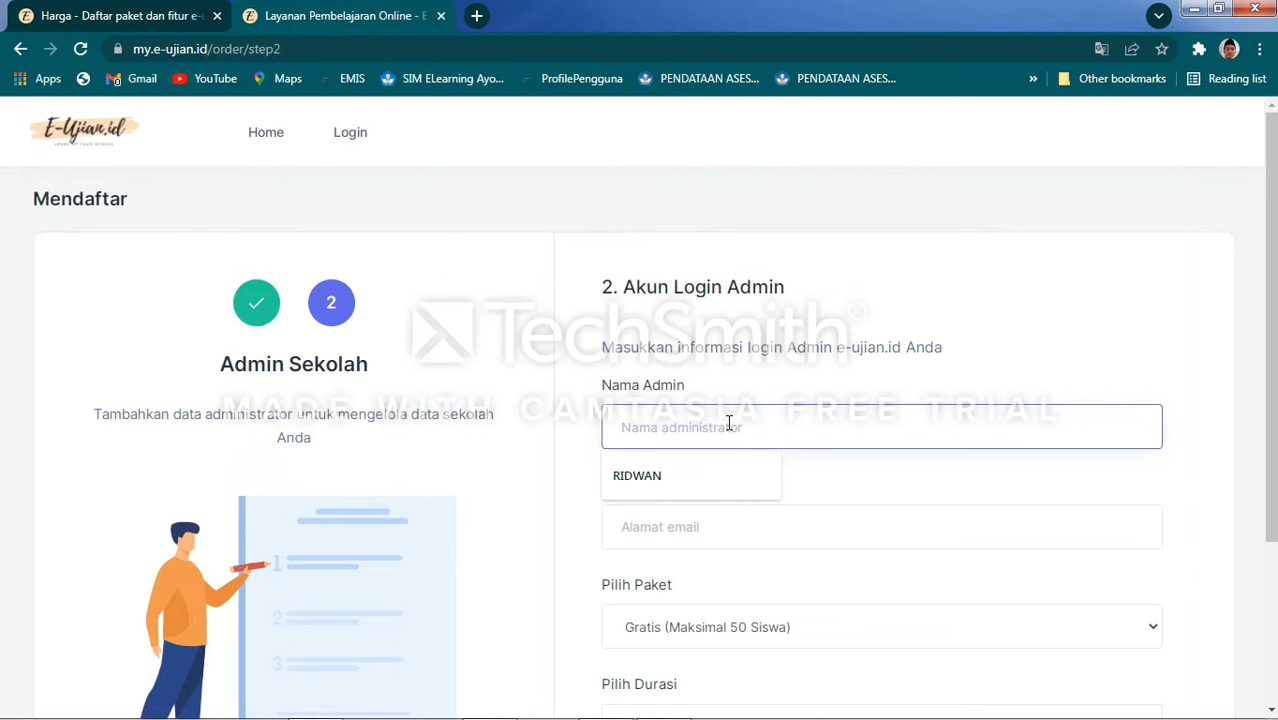 Harga - Daftar paket dan fitur e-u
Layanan Pembelajaran Online - E
my.e-ujian.id/order/step2
Apps
Gmail
YouTube
Maps
EMIS
SIM ELearning Ayo...
ProfilePengguna
PENDATAAN ASES...
PENDATAAN ASES...
»
Other bookmarks
Reading list
E-Ujian.id
Home
Login
Mendaftar
2
Admin Sekolah
Tambahkan data administrator untuk mengelola data sekolah
Anda
1
2
3
2. Akun Login Admin
Masukkan informasi login Admin e-ujian.id Anda
Nama Admin
Nama administrator
RIDWAN
Alamat email
Pilih Paket
Gratis (Maksimal 50 Siswa)
Pilih Durasi
TechSmith®
MADE WITH CAMTASIA FREE TRIAL